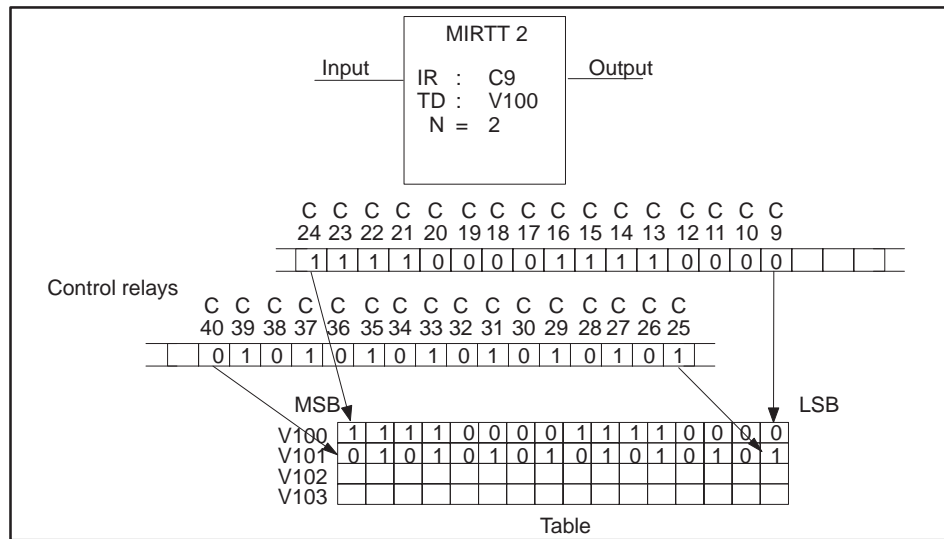 MIRTT 2
Input
Output
IR : C9
TD : V100
N = 2
C C C C C C C C C C C C C C C C
24 23 22 21 20 19 18 17 16 15 14 13 12 11 10 9
1 1 1 1 0 0 0 0 1 1 1 1 0 0 0 0
Control relays
C C C C C C C C C C C C C C C C
40 39 38 37 36 35 34 33 32 31 30 29 28 27 26 25
0 1 0 1 0 1 0 1 0 1 0 1 0 1 0 1
MSB
LSB
V100 1 1 1 1 0 0 0 0 1 1 1 1 0 0 0 0
V101 0 1 0 1 0 1 0 1 0 1 0 1 0 1 0 1
V102
V103
Table